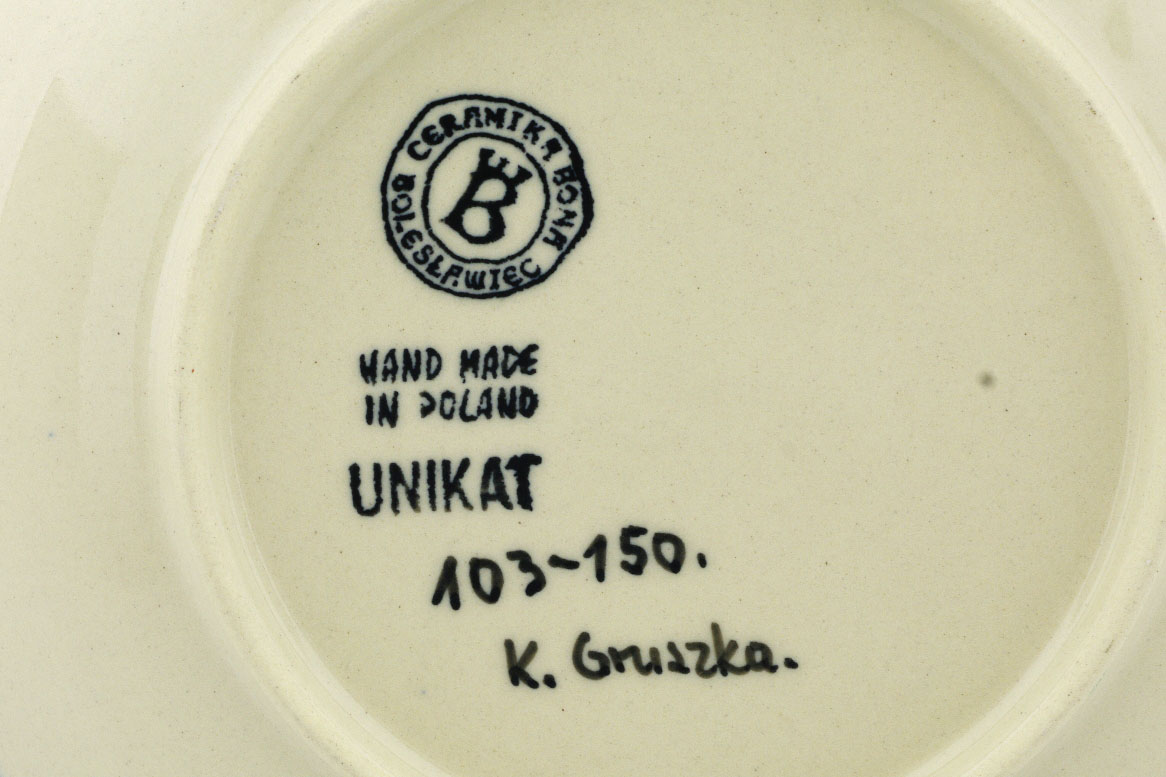 CERAMIKA BONA
BOLESŁAWIEC
B
HAND MADE
IN POLAND
UNIKAT
103-150.
K. Gruszka.